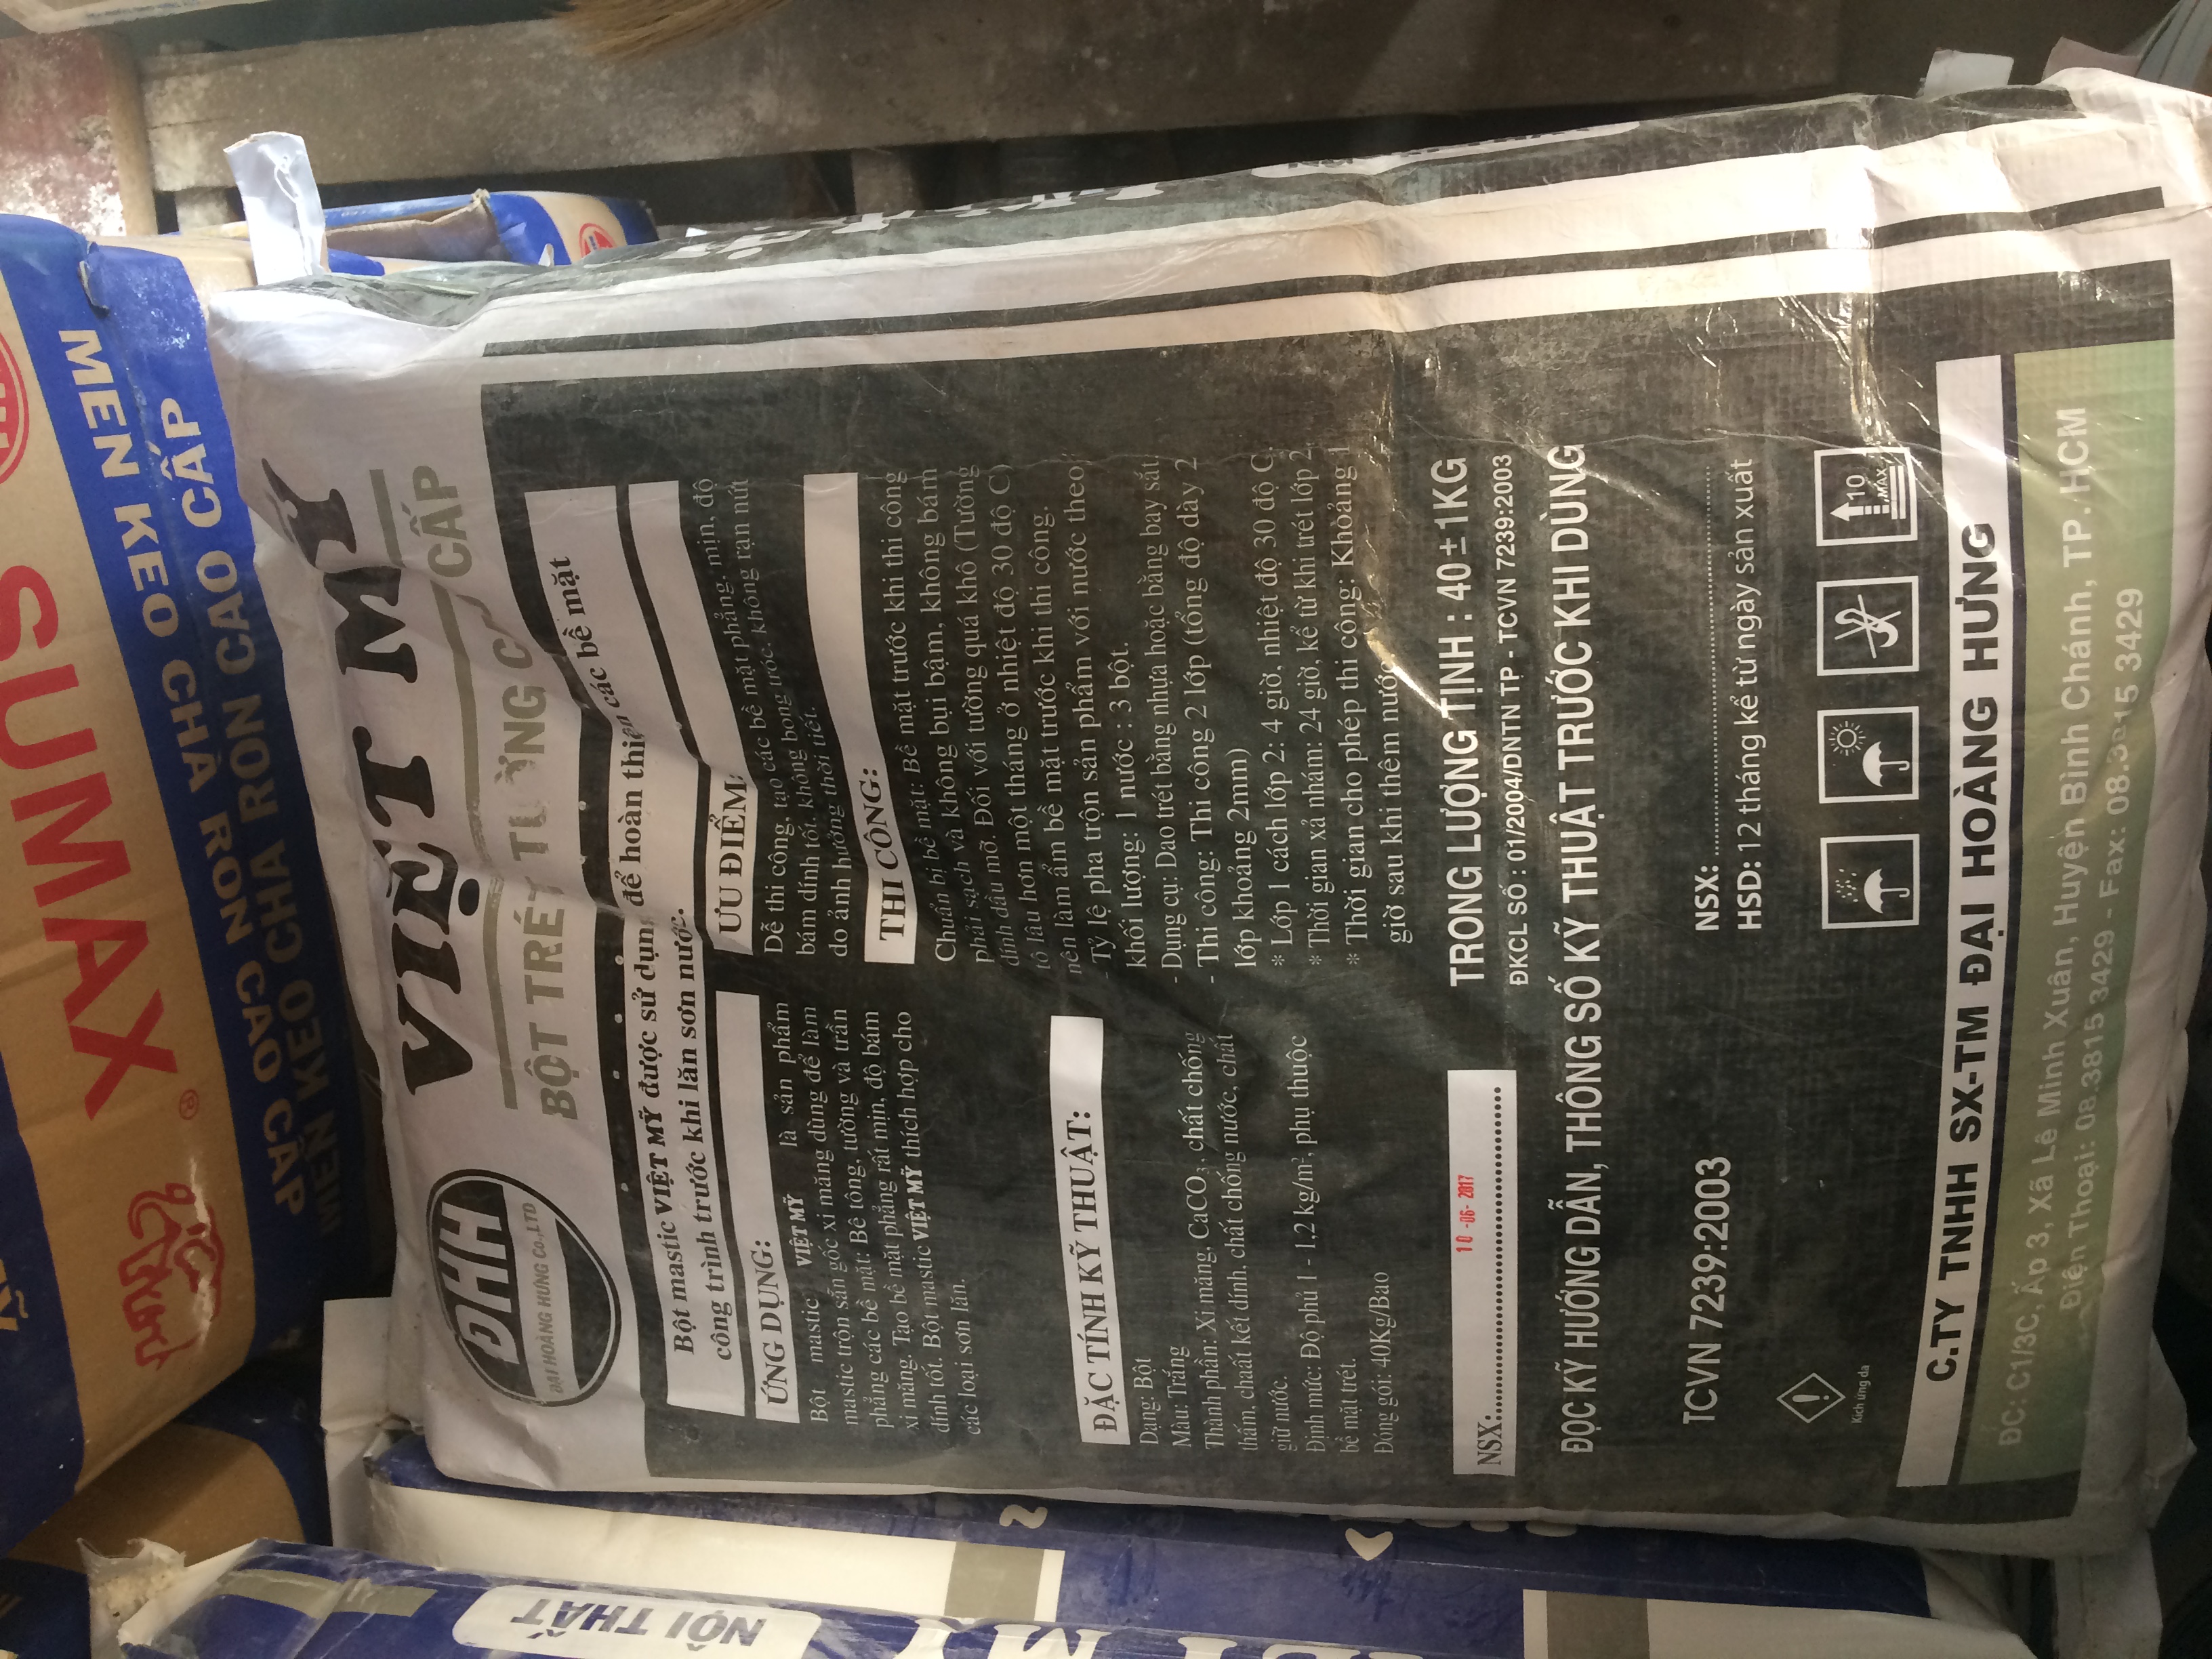 VIỆT MỸ
BỘT TRÉT TƯỜNG CẤP
ĐHH
ĐẠI HOÀNG HƯNG Co.,LTD
Bột mastic VIỆT MỸ được sử dụng để hoàn thiện các bề mặt
công trình trước khi lăn sơn nước.
ỨNG DỤNG:
Bột mastic VIỆT MỸ là sản phẩm
mastic trộn sẵn gốc xi măng dùng để làm
phẳng các bề mặt: Bê tông, tường và trần
xi măng. Tạo bề mặt phẳng rất mịn, độ bám
dính tốt. Bột mastic VIỆT MỸ thích hợp cho
các loại sơn lăn.
ĐẶC TÍNH KỸ THUẬT:
Dạng: Bột
Màu: Trắng
Thành phần: Xi măng, CaCO₃, chất chống
thấm, chất kết dính, chất chống nước, chất
giữ nước.
Định mức: Độ phủ 1 - 1,2 kg/m², phụ thuộc
bề mặt trét.
Đóng gói: 40Kg/Bao
NSX:
10 -06- 2017
ƯU ĐIỂM:
Dễ thi công, tạo các bề mặt phẳng, mịn, độ
bám dính tốt, không bong tróc, không rạn nứt
do ảnh hưởng thời tiết.
THI CÔNG:
Chuẩn bị bề mặt: Bề mặt trước khi thi công
phải sạch và không bụi bậm, không bám
dính dầu mỡ. Đối với tường quá khô (Tường
tô lâu hơn một tháng ở nhiệt độ 30 độ C)
nên làm ẩm bề mặt trước khi thi công.
- Tỷ lệ pha trộn sản phẩm với nước theo
khối lượng: 1 nước : 3 bột.
- Dụng cụ: Dao trét bằng nhựa hoặc bằng bay sắt
- Thi công: Thi công 2 lớp (tổng độ dày 2
lớp khoảng 2mm)
* Lớp 1 cách lớp 2: 4 giờ, nhiệt độ 30 độ C
* Thời gian xả nhám: 24 giờ, kể từ khi trét lớp 2
* Thời gian cho phép thi công: Khoảng 1
giờ sau khi thêm nước
TRONG LƯỢNG TỊNH : 40 ± 1KG
ĐKCL SỐ : 01/2004/DNTN TP - TCVN 7239:2003
ĐỌC KỸ HƯỚNG DẪN, THÔNG SỐ KỸ THUẬT TRƯỚC KHI DÙNG
TCVN 7239:2003
NSX:
HSD: 12 tháng kể từ ngày sản xuất
Kích ứng da
10
MAX
C.TY TNHH SX-TM ĐẠI HOÀNG HƯNG
ĐC: C1/3C, Ấp 3, Xã Lê Minh Xuân, Huyện Bình Chánh, TP. HCM
Điện Thoại: 08.3815 3429 - Fax: 08.3815 3429
SUMAX ®
MEN KEO CHÀ RON CAO CẤP
MEN KEO CHÀ RON CAO CẤP
NỘI THẤT